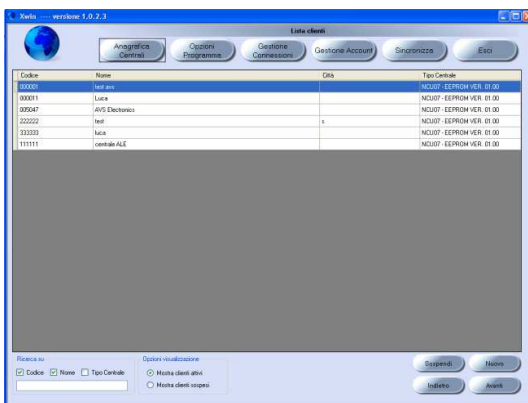 Xwin ---- versione 1.0.2.3
Lista clienti
Anagrafica Centrali
Opzioni Programma
Gestione Connessioni
Gestione Account
Sincronizza
Esci
Codice Nome Città Tipo Centrale
000001 test avs NCU07 - EEPROM VER. 01.00
000011 Luca NCU07 - EEPROM VER. 01.00
005047 AVS Electronics NCU07 - EEPROM VER. 01.00
222222 test s NCU07 - EEPROM VER. 01.00
333333 luca NCU07 - EEPROM VER. 01.00
111111 centrale ALE NCU07 - EEPROM VER. 01.00
Ricerca su
Codice Nome Tipo Centrale
Opzioni visualizzazione
Mostra clienti attivi
Mostra clienti sospesi
Sospendi Nuovo
Indietro Avanti